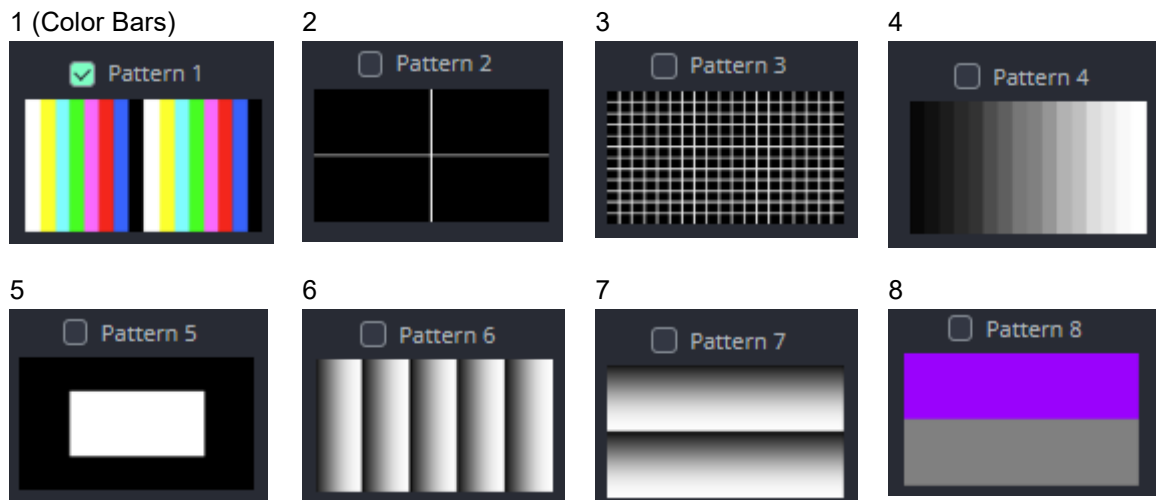 1 (Color Bars)
2
3
4
Pattern 1
Pattern 2
Pattern 3
Pattern 4
5
6
7
8
Pattern 5
Pattern 6
Pattern 7
Pattern 8